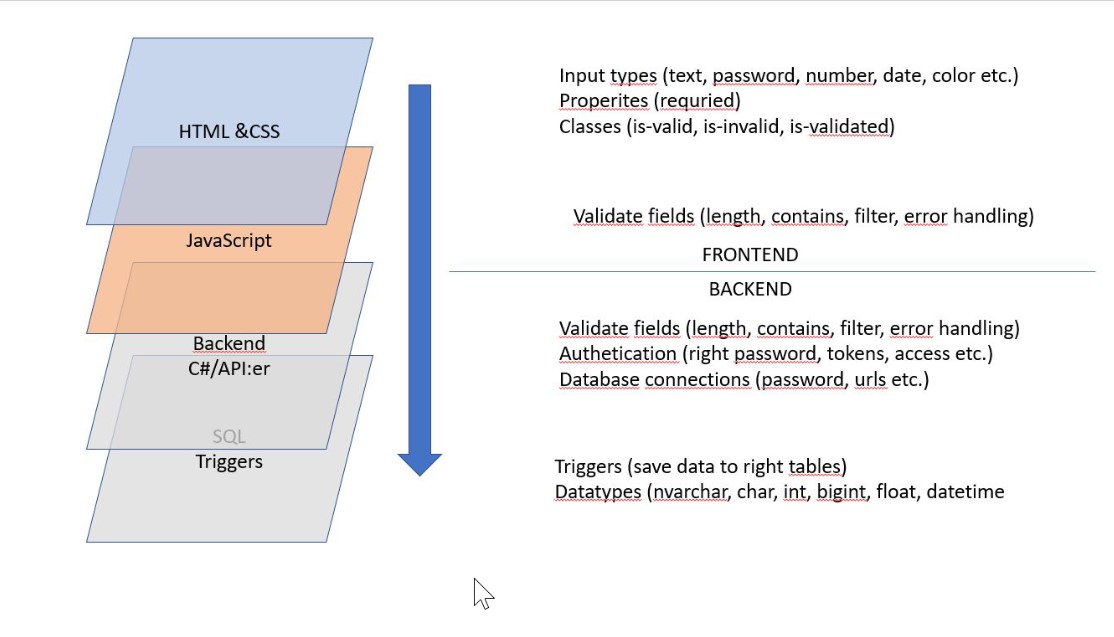 HTML &CSS
JavaScript
Backend
C#/API:er
SQL
Triggers
Input types (text, password, number, date, color etc.)
Properites (requried)
Classes (is-valid, is-invalid, is-validated)
Validate fields (length, contains, filter, error handling)
FRONTEND
BACKEND
Validate fields (length, contains, filter, error handling)
Authetication (right password, tokens, access etc.)
Database connections (password, urls etc.)
Triggers (save data to right tables)
Datatypes (nvarchar, char, int, bigint, float, datetime